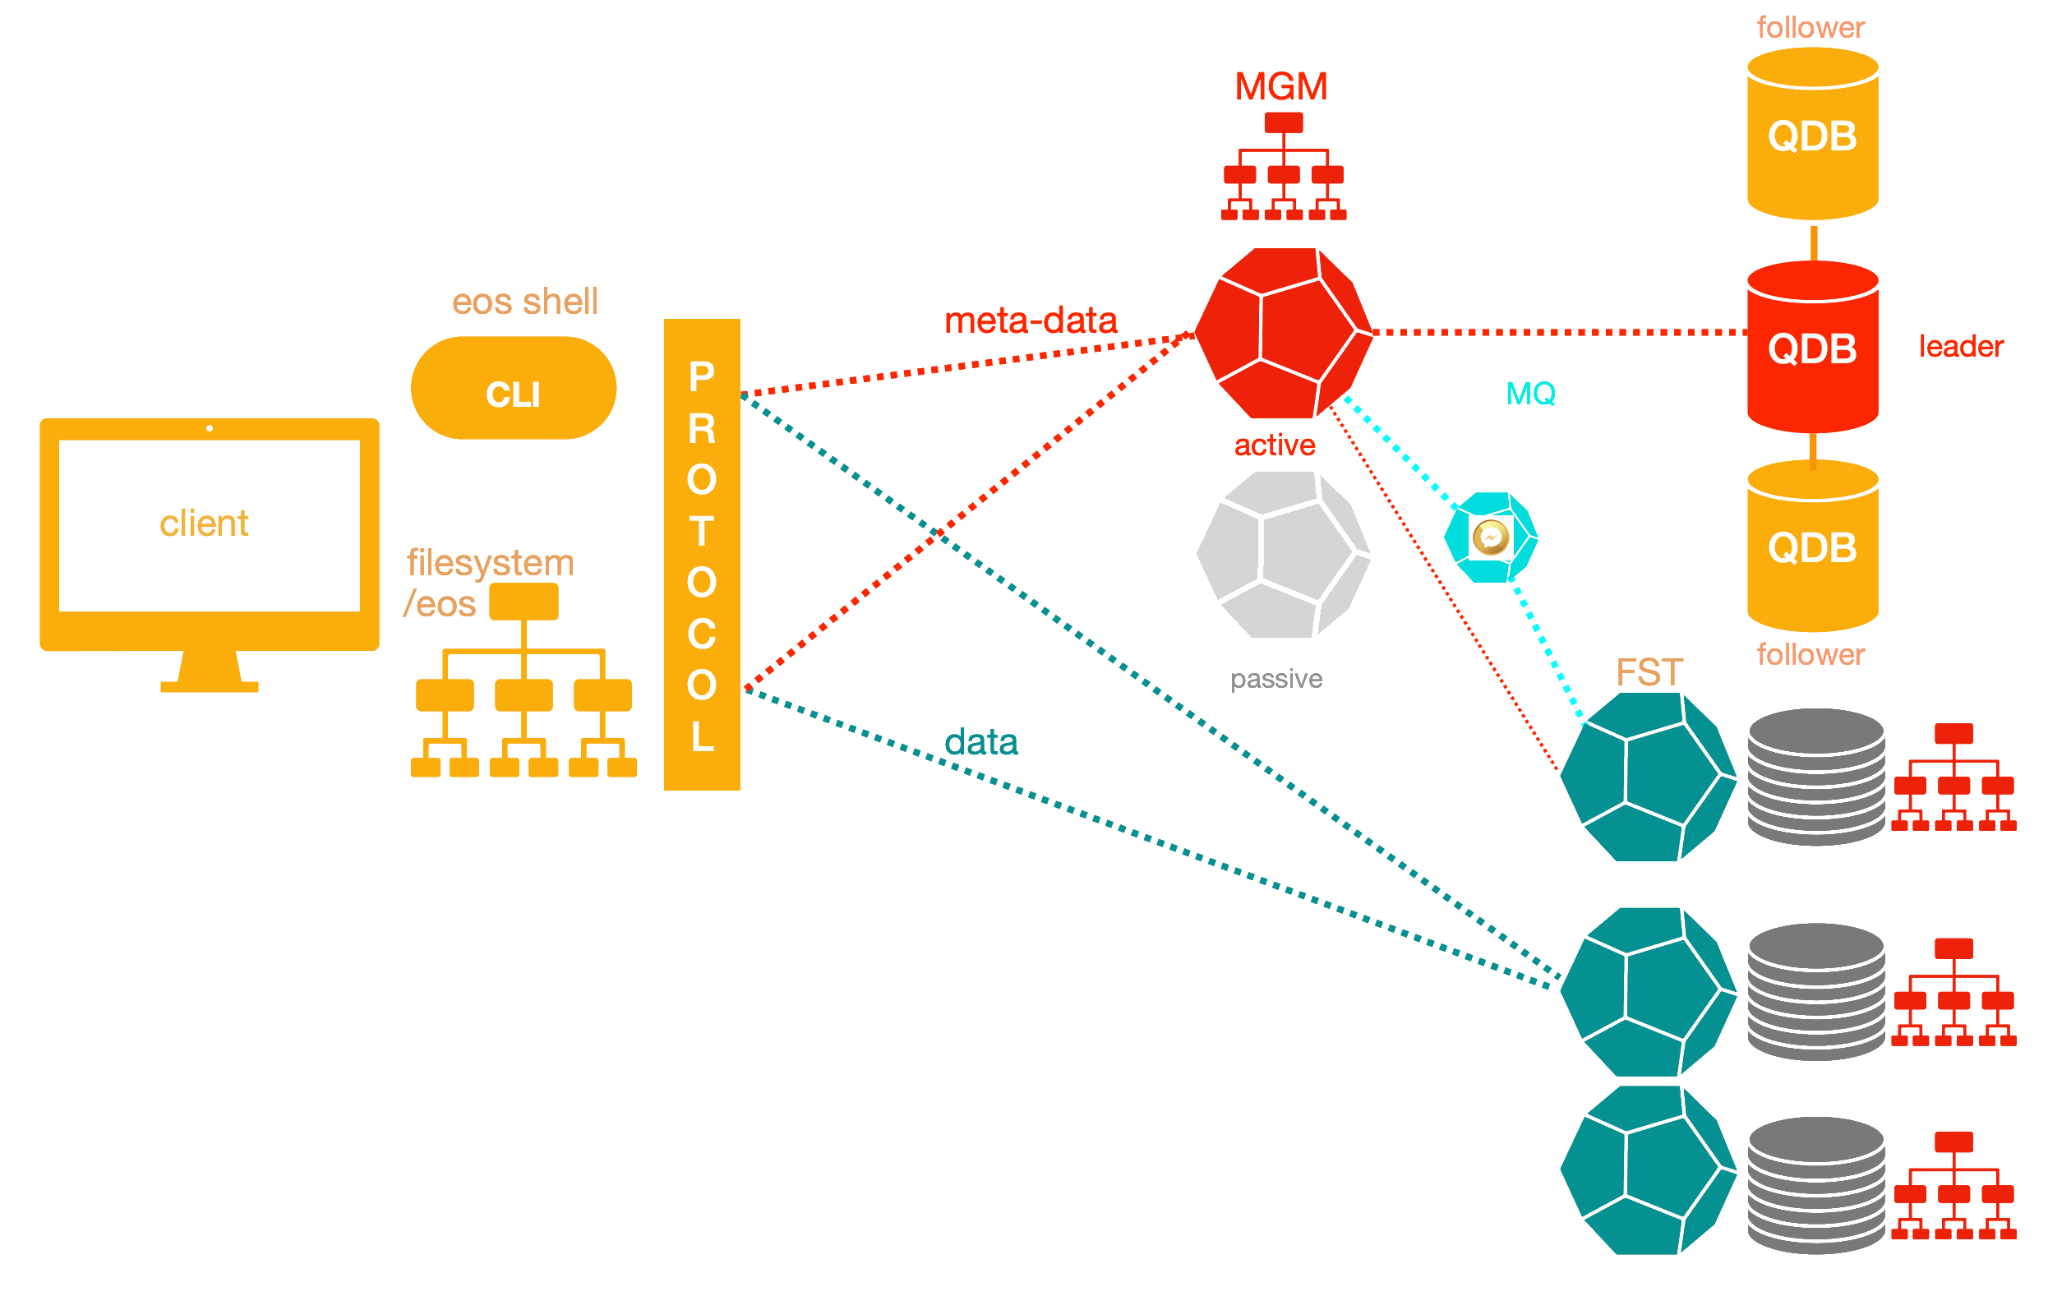 follower
QDB
MGM
eos shell
CLI
client
filesystem
/eos
PROTOCOL
meta-data
data
active
passive
QDB
leader
MQ
QDB
follower
FST